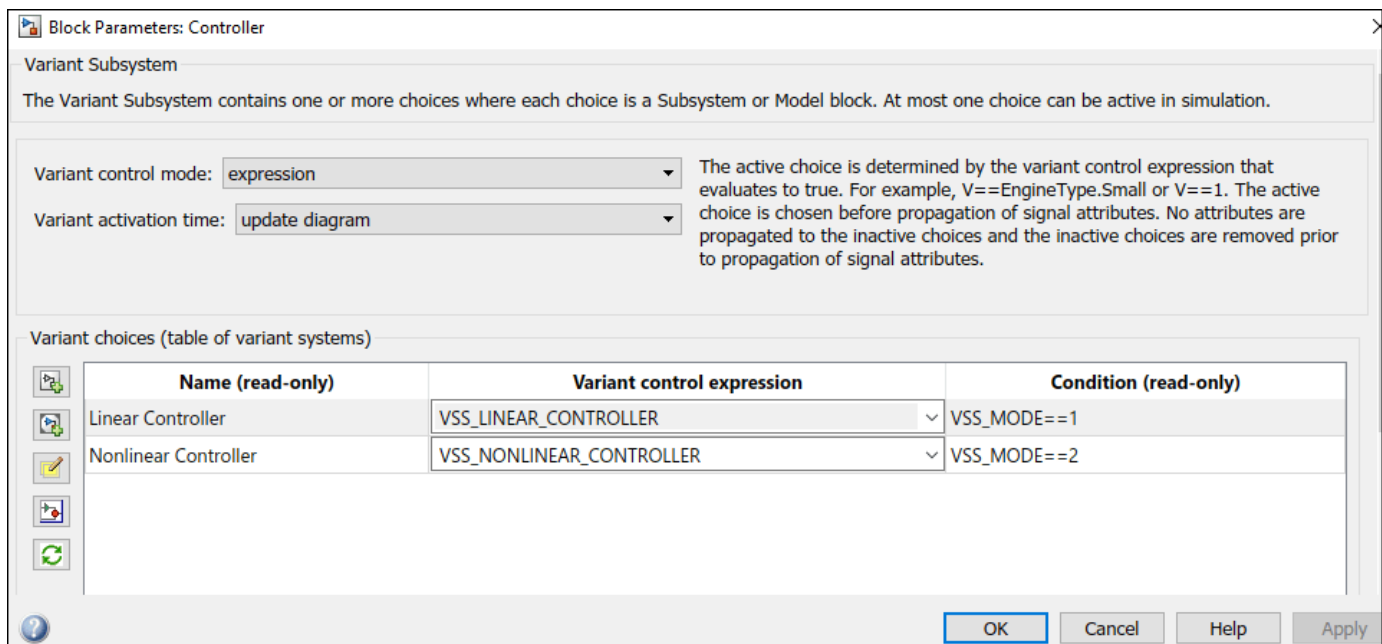 Block Parameters: Controller
Variant Subsystem
The Variant Subsystem contains one or more choices where each choice is a Subsystem or Model block. At most one choice can be active in simulation.
Variant control mode: expression
Variant activation time: update diagram
The active choice is determined by the variant control expression that
evaluates to true. For example, V==EngineType.Small or V==1. The active
choice is chosen before propagation of signal attributes. No attributes are
propagated to the inactive choices and the inactive choices are removed prior
to propagation of signal attributes.
Variant choices (table of variant systems)
Name (read-only) Variant control expression Condition (read-only)
Linear Controller VSS_LINEAR_CONTROLLER VSS_MODE==1
Nonlinear Controller VSS_NONLINEAR_CONTROLLER VSS_MODE==2
OK Cancel Help Apply